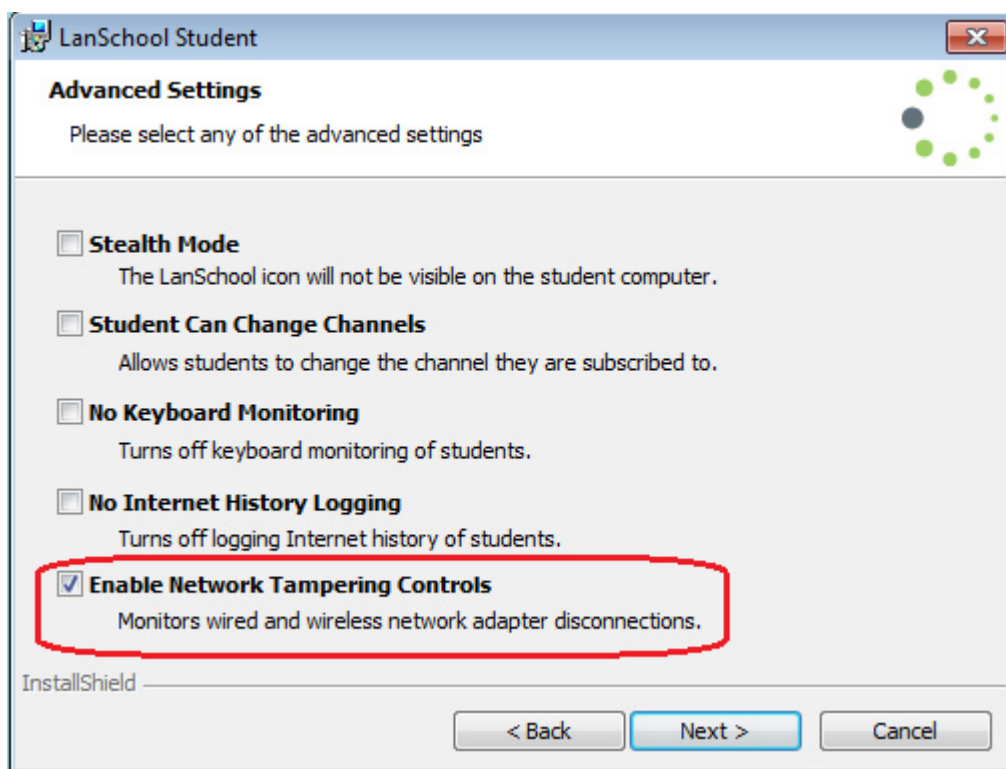 LanSchool Student
Advanced Settings
Please select any of the advanced settings
Stealth Mode
The LanSchool icon will not be visible on the student computer.
Student Can Change Channels
Allows students to change the channel they are subscribed to.
No Keyboard Monitoring
Turns off keyboard monitoring of students.
No Internet History Logging
Turns off logging Internet history of students.
Enable Network Tampering Controls
Monitors wired and wireless network adapter disconnections.
InstallShield
< Back Next > Cancel